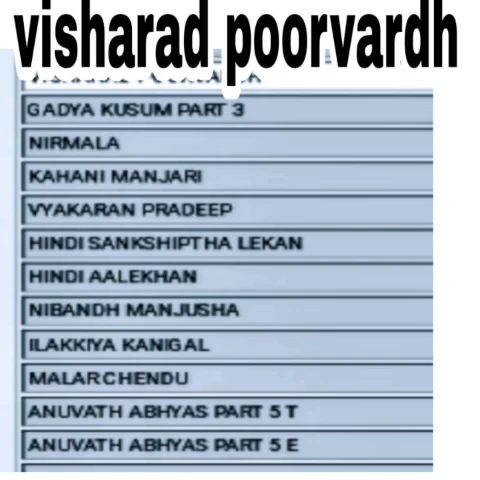 visharad poorvardh
GADYA KUSUM PART 3
NIRMALA
KAHANI MANJARI
VYAKARAN PRADEEP
HINDI SANKSHIPTHA LEKAN
HINDI AALEKHAN
NIBANDH MANJUSHA
ILAKKIYA KANIGAL
MALARCHENDU
ANUVATH ABHYAS PART 5 T
ANUVATH ABHYAS PART 5 E